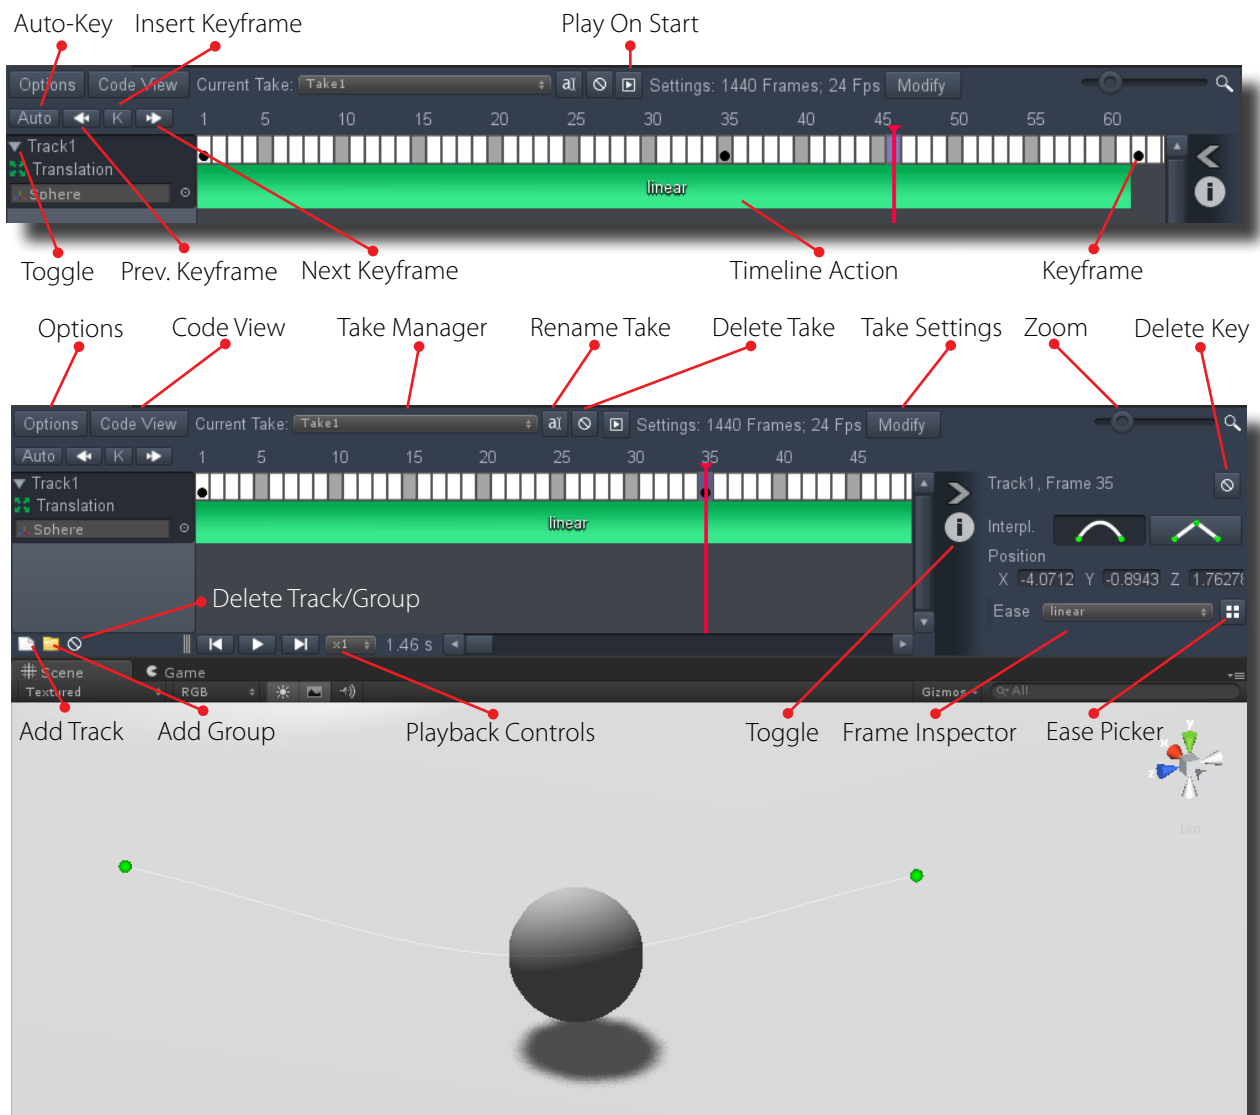 Auto-Key Insert Keyframe Play On Start
Options Code View Current Take: Take1 aI Settings: 1440 Frames; 24 Fps Modify
Auto K 1 5 10 15 20 25 30 35 40 45 50 55 60
Track1
Translation
Sphere
linear
Toggle Prev. Keyframe Next Keyframe Timeline Action Keyframe
Options Code View Take Manager Rename Take Delete Take Take Settings Zoom Delete Key
Options Code View Current Take: Take1 aI Settings: 1440 Frames; 24 Fps Modify
Auto K 1 5 10 15 20 25 30 35 40 45
Track1
Translation
Sphere
linear
Track1, Frame 35
Interpl.
Position
X -4.0712 Y -0.8943 Z 1.7627
Ease linear
Delete Track/Group
x1 1.46 s
Scene Game
Textured RGB Gizmos All
Add Track Add Group Playback Controls Toggle Frame Inspector Ease Picker
y
x
z
Iso